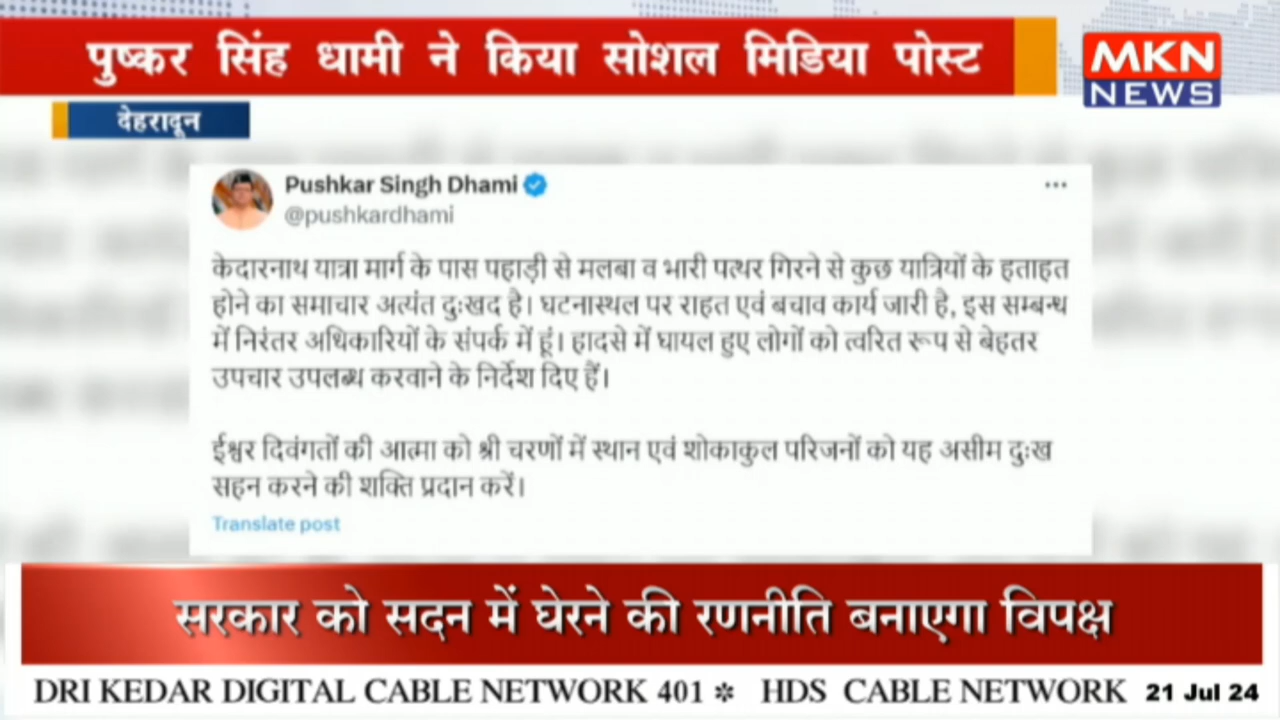 पुष्कर सिंह धामी ने किया सोशल मिडिया पोस्ट
MKN
NEWS
देहरादून
Pushkar Singh Dhami
@pushkardhami
केदारनाथ यात्रा मार्ग के पास पहाड़ी से मलबा व भारी पत्थर गिरने से कुछ यात्रियों के हताहत
होने का समाचार अत्यंत दुःखद है। घटनास्थल पर राहत एवं बचाव कार्य जारी है, इस सम्बन्ध
में निरंतर अधिकारियों के संपर्क में हूं। हादसे में घायल हुए लोगों को त्वरित रूप से बेहतर
उपचार उपलब्ध करवाने के निर्देश दिए हैं।
ईश्वर दिवंगतों की आत्मा को श्री चरणों में स्थान एवं शोकाकुल परिजनों को यह असीम दुःख
सहन करने की शक्ति प्रदान करें।
Translate post
सरकार को सदन में घेरने की रणनीति बनाएगा विपक्ष
DRI KEDAR DIGITAL CABLE NETWORK 401 ✼ HDS CABLE NETWORK 21 Jul 24